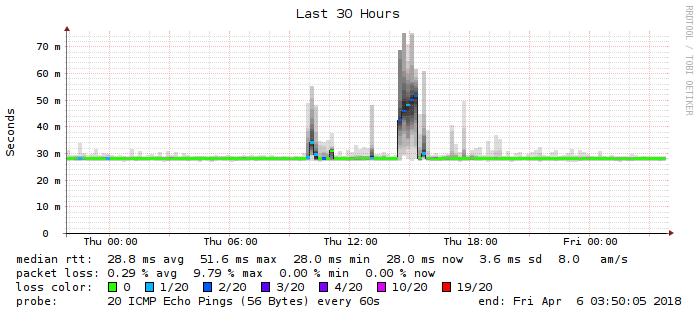 Last 30 Hours
RRDTOOL / TOBI OETIKER
Seconds
70 m
60 m
50 m
40 m
30 m
20 m
10 m
0
Thu 00:00 Thu 06:00 Thu 12:00 Thu 18:00 Fri 00:00
median rtt: 28.8 ms avg 51.6 ms max 28.0 ms min 28.0 ms now 3.6 ms sd 8.0 am/s
packet loss: 0.29 % avg 9.79 % max 0.00 % min 0.00 % now
loss color: 0 1/20 2/20 3/20 4/20 10/20 19/20
probe: 20 ICMP Echo Pings (56 Bytes) every 60s end: Fri Apr 6 03:50:05 2018